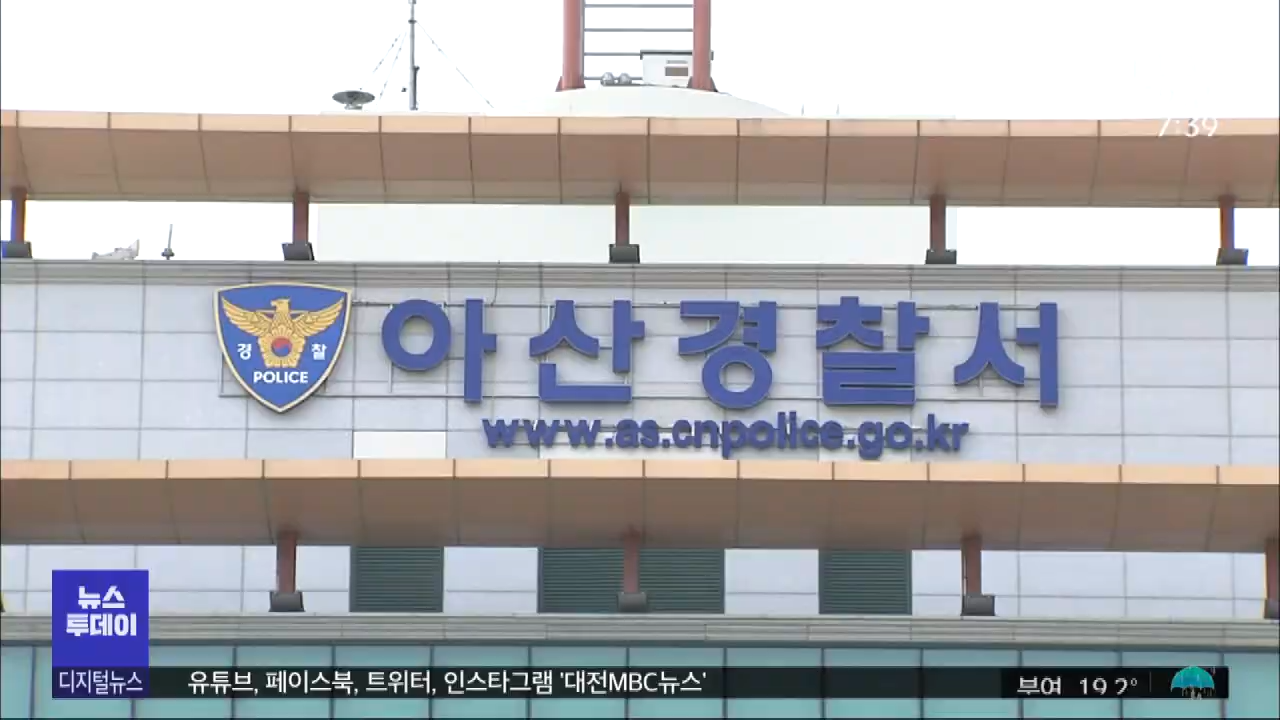 7:39
경 찰
POLICE
아산경찰서
www.as.cnpolice.go.kr
뉴스
투데이
디지털뉴스
유튜브, 페이스북, 트위터, 인스타그램 '대전MBC뉴스'
부여 19.2°